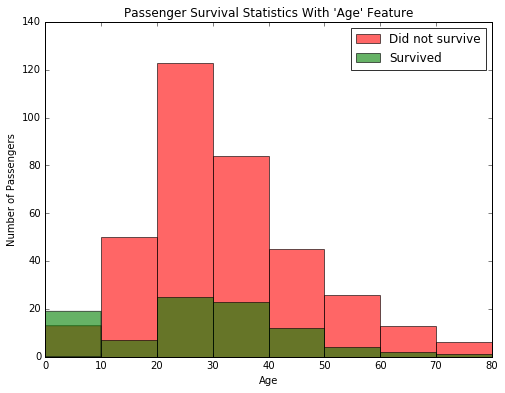 Passenger Survival Statistics With 'Age' Feature
140
120
100
80
60
40
20
0
Number of Passengers
Did not survive
Survived
0 10 20 30 40 50 60 70 80
Age